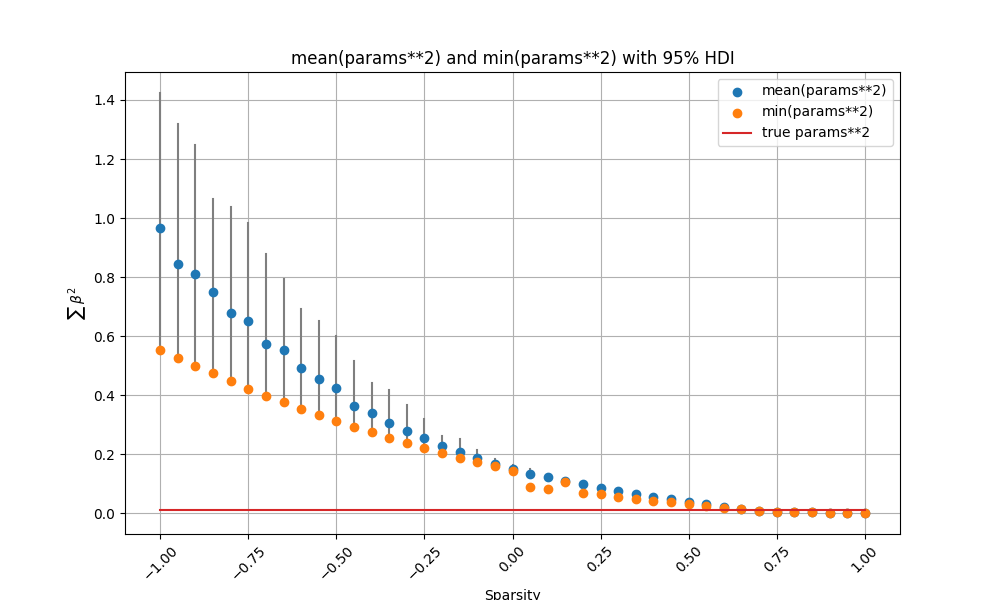 mean(params**2) and min(params**2) with 95% HDI
mean(params**2)
min(params**2)
true params**2
1.4
1.2
1.0
0.8
0.6
0.4
0.2
0.0
∑ β²
−1.00
−0.75
−0.50
−0.25
0.00
0.25
0.50
0.75
1.00
Sparsity